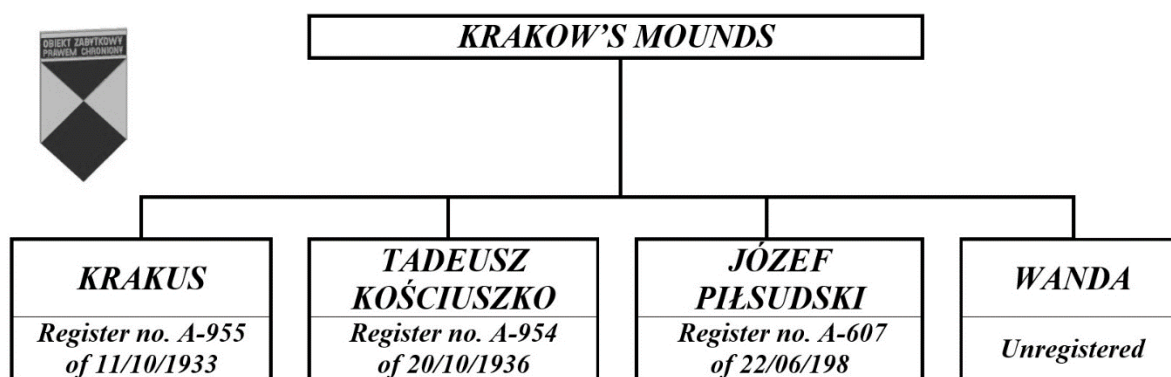 OBIEKT ZABYTKOWY
PRAWEM CHRONIONY
KRAKOW'S MOUNDS
KRAKUS
Register no. A-955
of 11/10/1933
TADEUSZ
KOŚCIUSZKO
Register no. A-954
of 20/10/1936
JÓZEF
PIŁSUDSKI
Register no. A-607
of 22/06/198
WANDA
Unregistered